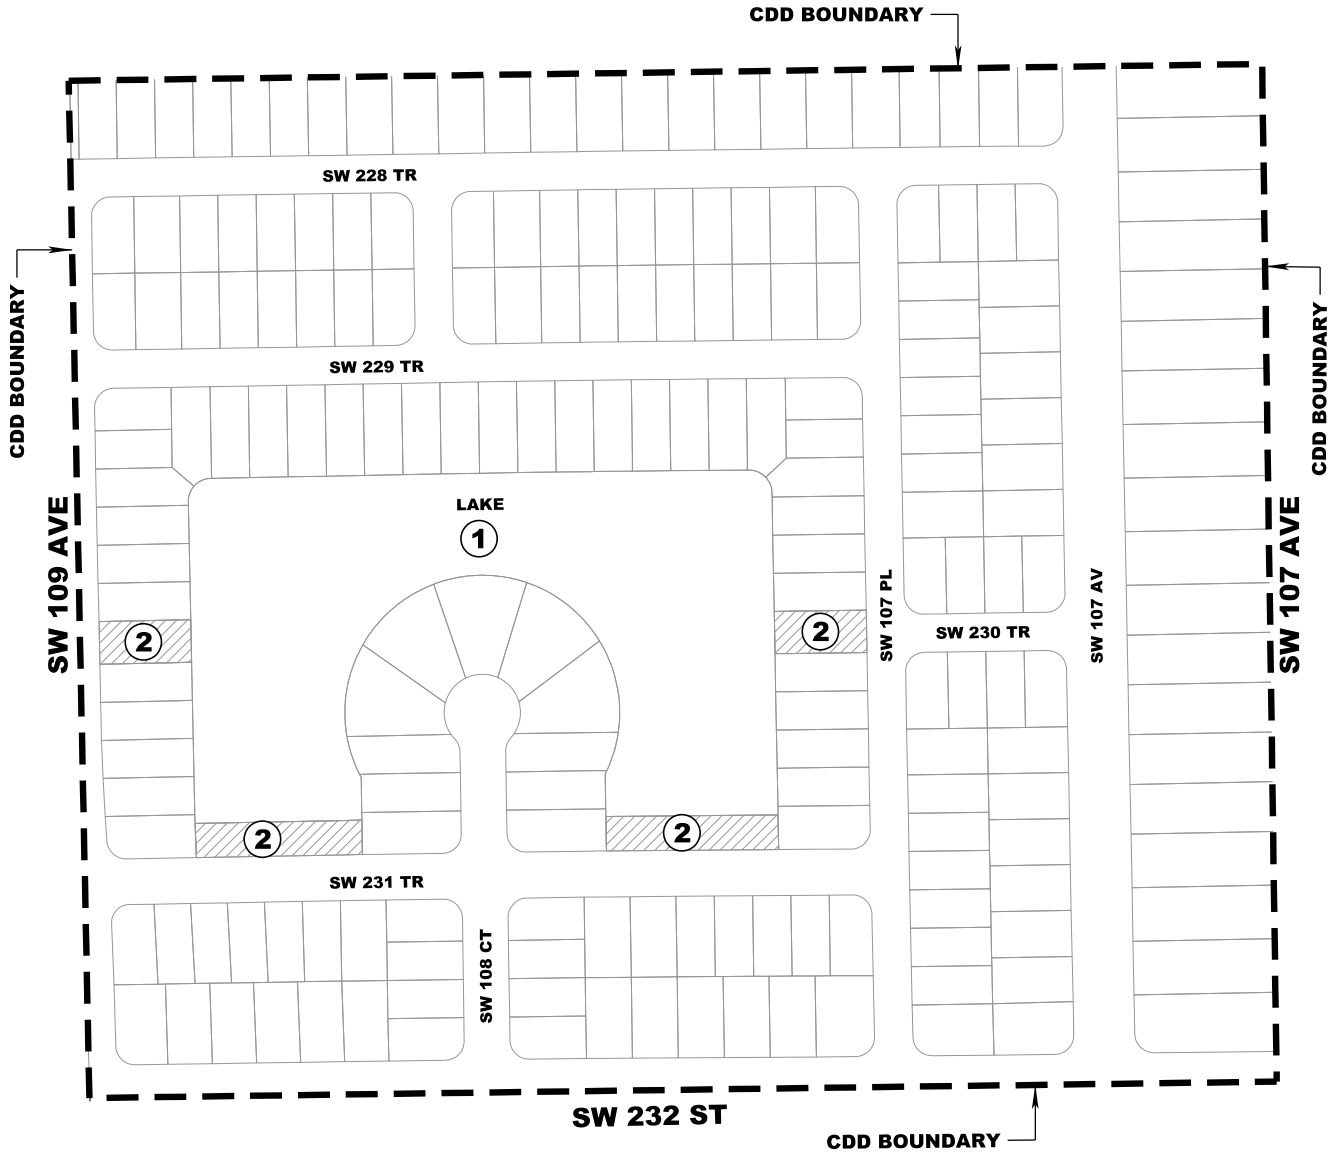 CDD BOUNDARY
SW 228 TR
CDD BOUNDARY
CDD BOUNDARY
SW 229 TR
LAKE
1
SW 109 AVE
SW 107 AVE
2
2
SW 107 PL
SW 230 TR
SW 107 AV
2
2
SW 231 TR
SW 108 CT
SW 232 ST
CDD BOUNDARY